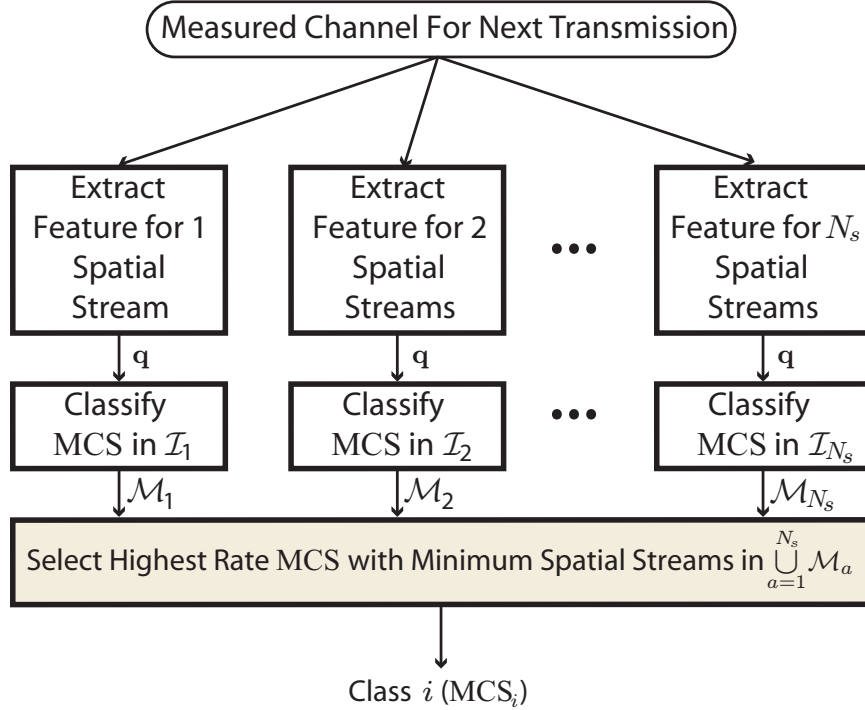 Measured Channel For Next Transmission
Extract
Feature for 1
Spatial
Stream
Extract
Feature for 2
Spatial
Streams
•••
Extract
Feature for N_s
Spatial
Streams
q
q
q
Classify
MCS in ℐ_1
Classify
MCS in ℐ_2
•••
Classify
MCS in ℐ_{N_s}
ℳ_1
ℳ_2
ℳ_{N_s}
Select Highest Rate MCS with Minimum Spatial Streams in ⋃_{a=1}^{N_s} ℳ_a
Class i (MCS_i)